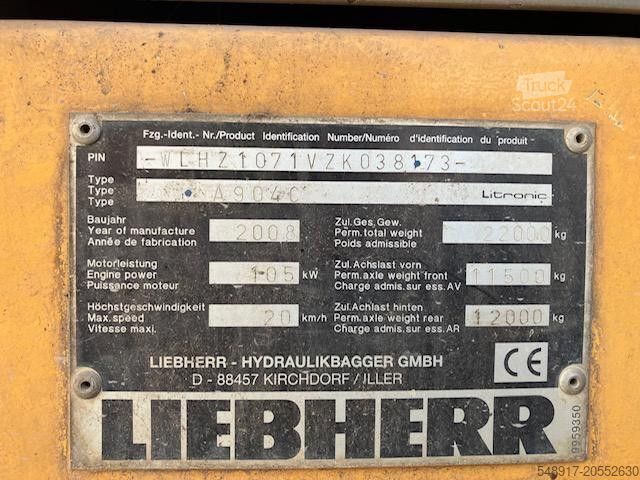 Truck
Scout24
Fzg.-Ident.- Nr./Product Identification Number/Numéro d'identification du produit
PIN -WLHZ1071VZK038173-
Type
Type A904C Litronic
Type
Baujahr
Year of manufacture 2008
Année de fabrication
Zul.Ges.Gew.
Perm.total weight 22000 kg
Poids admissible
Motorleistung
Engine power 105 kW
Puissance moteur
Zul.Achslast vorn
Perm.axle weight front 11500 kg
Charge admis.sur ess.AV
Höchstgeschwindigkeit
Max.speed 20 km/h
Vitesse maxi.
Zul.Achslast hinten
Perm.axle weight rear 12000 kg
Charge admis.sur ess.AR
LIEBHERR - HYDRAULIKBAGGER GMBH
D - 88457 KIRCHDORF / ILLER
CE
LIEBHERR
9959350
548917-20552630